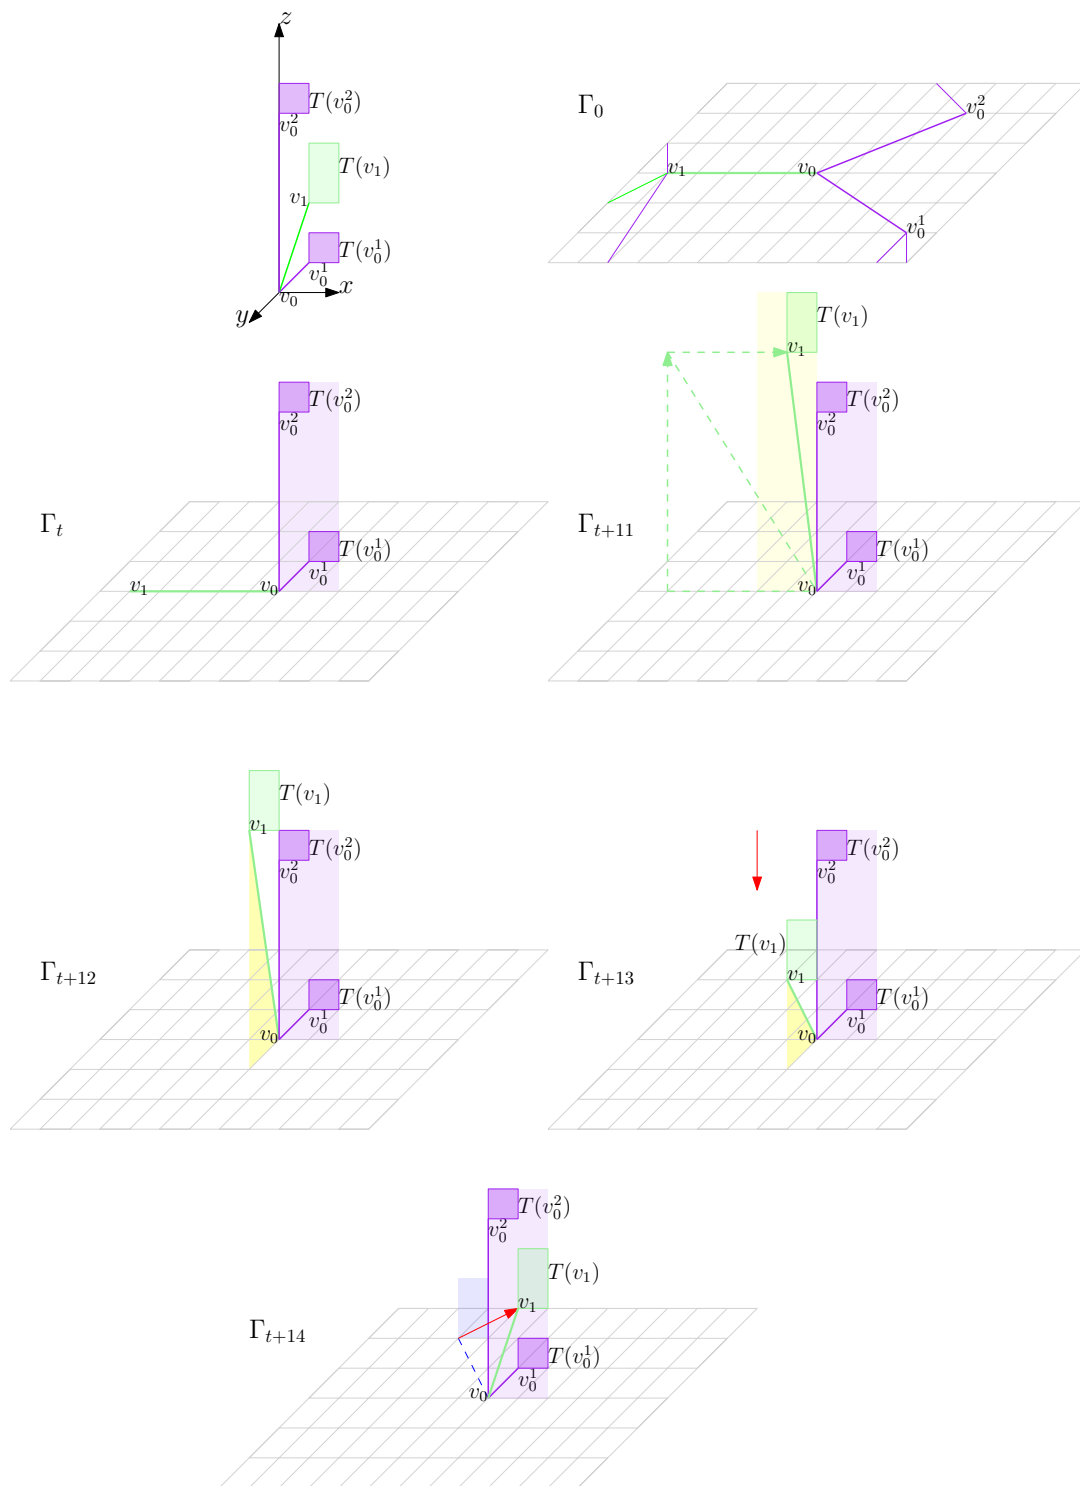 z
T(v_0^2)
v_0^2
T(v_1)
v_1
T(v_0^1)
v_0^1
v_0
x
y
Γ_0
v_0^2
v_1
v_0
v_0^1
Γ_t
T(v_0^2)
v_0^2
T(v_0^1)
v_0^1
v_1
v_0
Γ_{t+11}
T(v_1)
v_1
T(v_0^2)
v_0^2
T(v_0^1)
v_0^1
v_0
Γ_{t+12}
T(v_1)
v_1
T(v_0^2)
v_0^2
T(v_0^1)
v_0^1
v_0
Γ_{t+13}
T(v_0^2)
v_0^2
T(v_1)
v_1
T(v_0^1)
v_0^1
v_0
Γ_{t+14}
T(v_0^2)
v_0^2
T(v_1)
v_1
T(v_0^1)
v_0^1
v_0